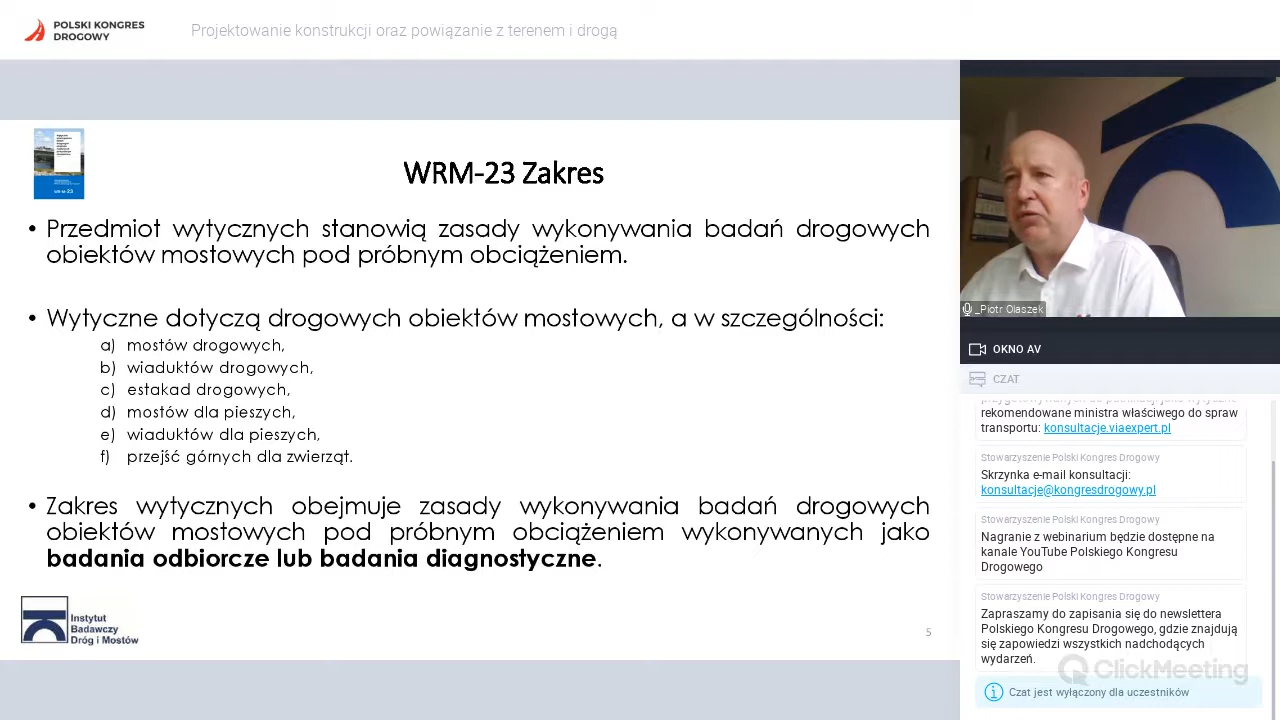 POLSKI KONGRES
DROGOWY
Projektowanie konstrukcji oraz powiązanie z terenem i drogą
WR-M-23
WRM-23 Zakres
• Przedmiot wytycznych stanowią zasady wykonywania badań drogowych
obiektów mostowych pod próbnym obciążeniem.
• Wytyczne dotyczą drogowych obiektów mostowych, a w szczególności:
a) mostów drogowych,
b) wiaduktów drogowych,
c) estakad drogowych,
d) mostów dla pieszych,
e) wiaduktów dla pieszych,
f) przejść górnych dla zwierząt.
• Zakres wytycznych obejmuje zasady wykonywania badań drogowych
obiektów mostowych pod próbnym obciążeniem wykonywanych jako
badania odbiorcze lub badania diagnostyczne.
Instytut
Badawczy
Dróg i Mostów
5
_Piotr Olaszek
OKNO AV
CZAT
rekomendowane ministra właściwego do spraw
transportu: konsultacje.viaexpert.pl
Stowarzyszenie Polski Kongres Drogowy
Skrzynka e-mail konsultacji:
konsultacje@kongresdrogowy.pl
Stowarzyszenie Polski Kongres Drogowy
Nagranie z webinarium będzie dostępne na
kanale YouTube Polskiego Kongresu
Drogowego
Stowarzyszenie Polski Kongres Drogowy
Zapraszamy do zapisania się do newslettera
Polskiego Kongresu Drogowego, gdzie znajdują
się zapowiedzi wszystkich nadchodzących
wydarzeń.
ClickMeeting
Czat jest wyłączony dla uczestników